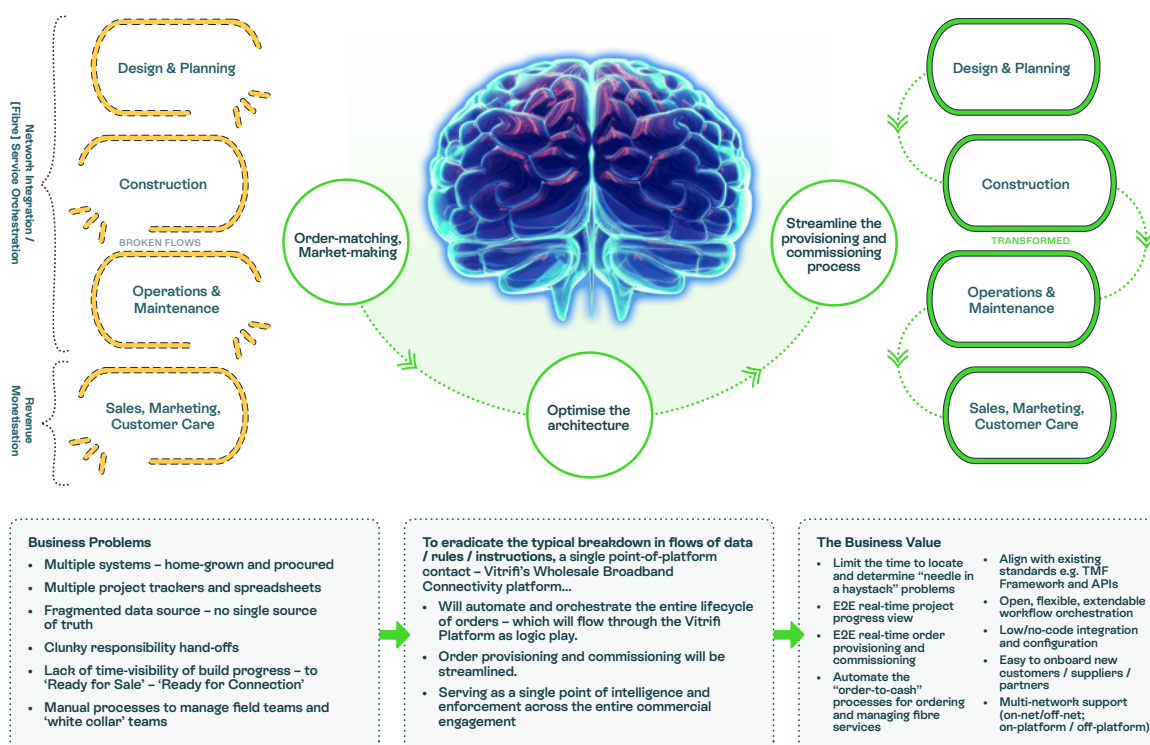 Network Integration /
[Fibre] Service Orchestration
Revenue
Monetisation
Design & Planning
Construction
BROKEN FLOWS
Operations &
Maintenance
Sales, Marketing,
Customer Care
Order-matching,
Market-making
Optimise the
architecture
Streamline the
provisioning and
commissioning
process
Design & Planning
Construction
TRANSFORMED
Operations &
Maintenance
Sales, Marketing,
Customer Care
Business Problems
• Multiple systems – home-grown and procured
• Multiple project trackers and spreadsheets
• Fragmented data source – no single source
of truth
• Clunky responsibility hand-offs
• Lack of time-visibility of build progress – to
‘Ready for Sale’ – ‘Ready for Connection’
• Manual processes to manage field teams and
‘white collar’ teams
To eradicate the typical breakdown in flows of data
/ rules / instructions, a single point-of-platform
contact – Vitrifi’s Wholesale Broadband
Connectivity platform...
• Will automate and orchestrate the entire lifecycle
of orders – which will flow through the Vitrifi
Platform as logic play.
• Order provisioning and commissioning will be
streamlined.
• Serving as a single point of intelligence and
enforcement across the entire commercial
engagement
The Business Value
• Limit the time to locate
and determine “needle in
a haystack” problems
• E2E real-time project
progress view
• E2E real-time order
provisioning and
commissioning
• Automate the
“order-to-cash”
processes for ordering
and managing fibre
services
• Align with existing
standards e.g. TMF
Framework and APIs
• Open, flexible, extendable
workflow orchestration
• Low/no-code integration
and configuration
• Easy to onboard new
customers / suppliers /
partners
• Multi-network support
(on-net/off-net;
on-platform / off-platform)